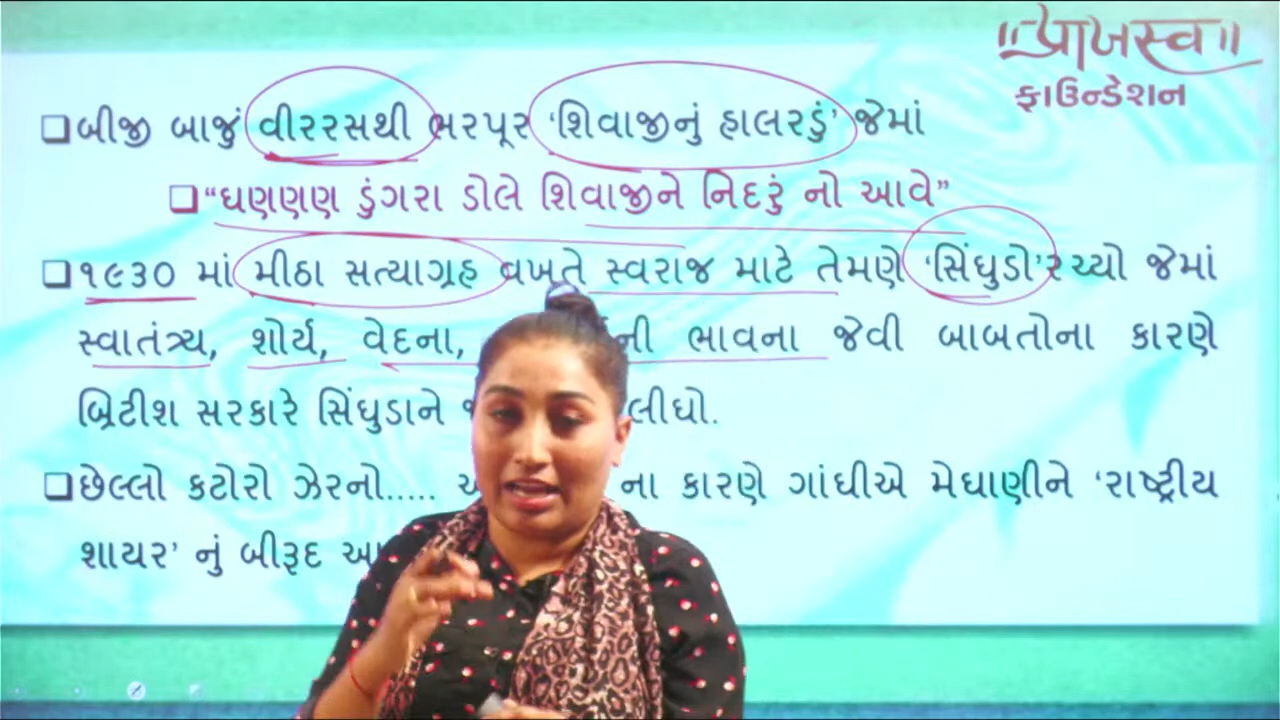 ॥પ્રાખસ્વ॥
ફાઉન્ડેશન
બીજી બાજું વીરરસથી ભરપૂર ‘શિવાજીનું હાલરડું’ જેમાં
“ઘણણણ ડુંગરા ડોલે શિવાજીને નિદરું નો આવે”
૧૯૩૦ માં મીઠા સત્યાગ્રહ વખતે સ્વરાજ માટે તેમણે ‘સિંધુડો’ રચ્યો જેમાં
સ્વાતંત્ર્ય, શોર્ય, વેદના, ની ભાવના જેવી બાબતોના કારણે
બ્રિટીશ સરકારે સિંધુડાને લીધો.
છેલ્લો કટોરો ઝેરનો..... ના કારણે ગાંધીએ મેઘાણીને ‘રાષ્ટ્રીય
શાયર’ નું બીરૂદ